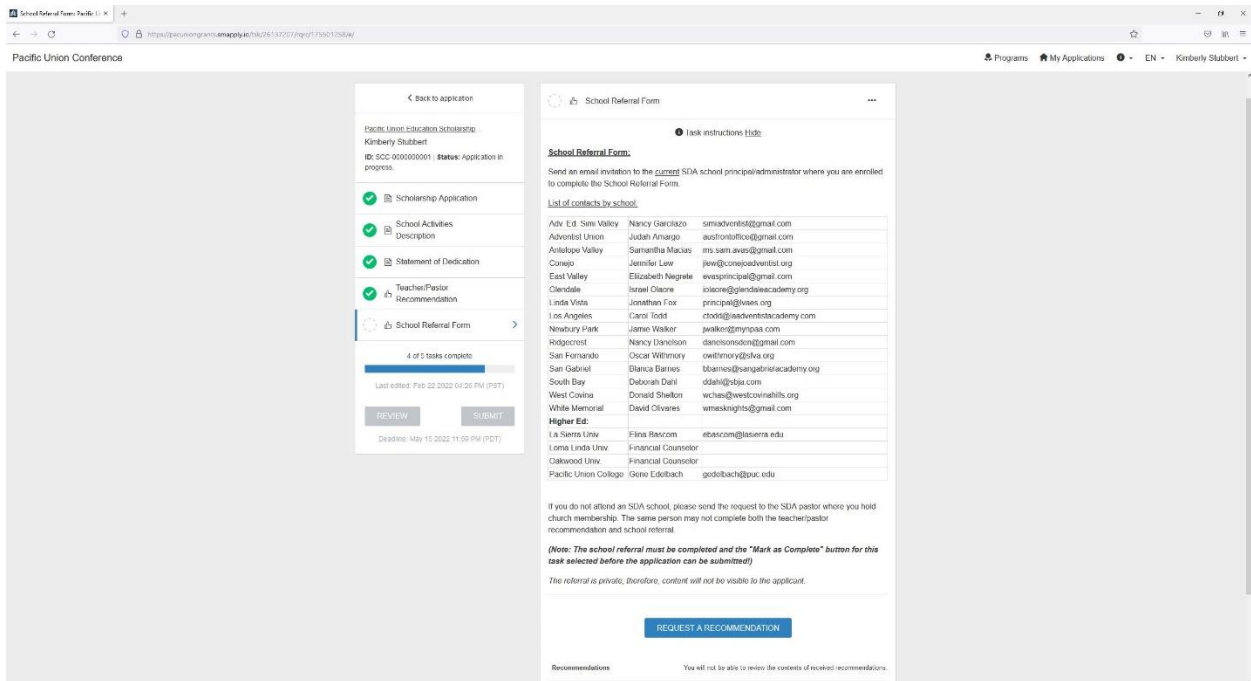 School Referral Form: Pacific Un
https://pacuniongrants.smapply.io/tsk/26137207/rqrc/175501258/e/
Pacific Union Conference
Programs My Applications EN Kimberly Stubbert
Back to application
Pacific Union Education Scholarship ...
Kimberly Stubbert
ID: SCC-0000000001 | Status: Application in
progress.
Scholarship Application
School Activities
Description
Statement of Dedication
Teacher/Pastor
Recommendation
School Referral Form
4 of 5 tasks complete
Last edited: Feb 22 2022 04:26 PM (PST)
REVIEW SUBMIT
Deadline: May 15 2022 11:59 PM (PDT)
School Referral Form
Task instructions Hide
School Referral Form:
Send an email invitation to the current SDA school principal/administrator where you are enrolled
to complete the School Referral Form.
List of contacts by school:
Adv. Ed. Simi Valley Nancy Garcilazo simiadventist@gmail.com
Adventist Union Judah Amargo ausfrontoffice@gmail.com
Antelope Valley Samantha Macias ms.sam.avas@gmail.com
Conejo Jennifer Lew jlew@conejoadventist.org
East Valley Elizabeth Negrete evasprincipal@gmail.com
Glendale Israel Olaore iolaore@glendaleacademy.org
Linda Vista Jonathan Fox principal@lvaes.org
Los Angeles Carol Todd ctodd@laadventistacademy.com
Newbury Park Jamie Walker jwalker@mynpaa.com
Ridgecrest Nancy Danelson danelsonsden@gmail.com
San Fernando Oscar Withmory owithmory@sfva.org
San Gabriel Blanca Barnes bbarnes@sangabrielacademy.org
South Bay Deborah Dahl ddahl@sbja.com
West Covina Donald Shelton wchas@westcovinahills.org
White Memorial David Olivares wmasknights@gmail.com
Higher Ed:
La Sierra Univ. Elina Bascom ebascom@lasierra.edu
Loma Linda Univ. Financial Counselor
Oakwood Univ. Financial Counselor
Pacific Union College Gene Edelbach gedelbach@puc.edu
If you do not attend an SDA school, please send the request to the SDA pastor where you hold
church membership. The same person may not complete both the teacher/pastor
recommendation and school referral.
(Note: The school referral must be completed and the "Mark as Complete" button for this
task selected before the application can be submitted!)
The referral is private; therefore, content will not be visible to the applicant.
REQUEST A RECOMMENDATION
Recommendations You will not be able to review the contents of received recommendations.